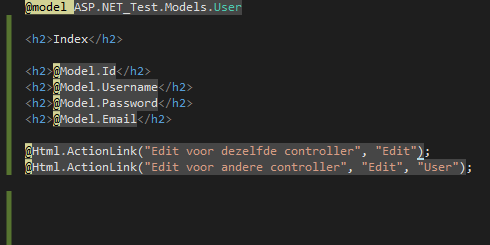 @model ASP.NET_Test.Models.User
<h2>Index</h2>
<h2>@Model.Id</h2>
<h2>@Model.Username</h2>
<h2>@Model.Password</h2>
<h2>@Model.Email</h2>
@Html.ActionLink("Edit voor dezelfde controller", "Edit");
@Html.ActionLink("Edit voor andere controller", "Edit", "User");